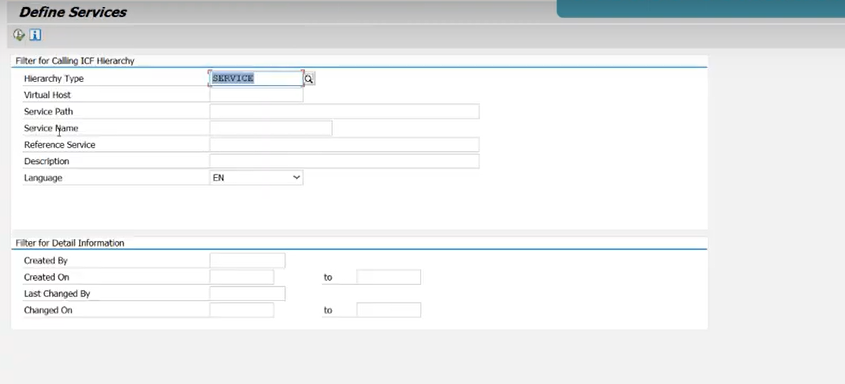 Define Services
Filter for Calling ICF Hierarchy
Hierarchy Type SERVICE
Virtual Host
Service Path
Service Name
Reference Service
Description
Language EN
Filter for Detail Information
Created By
Created On to
Last Changed By
Changed On to